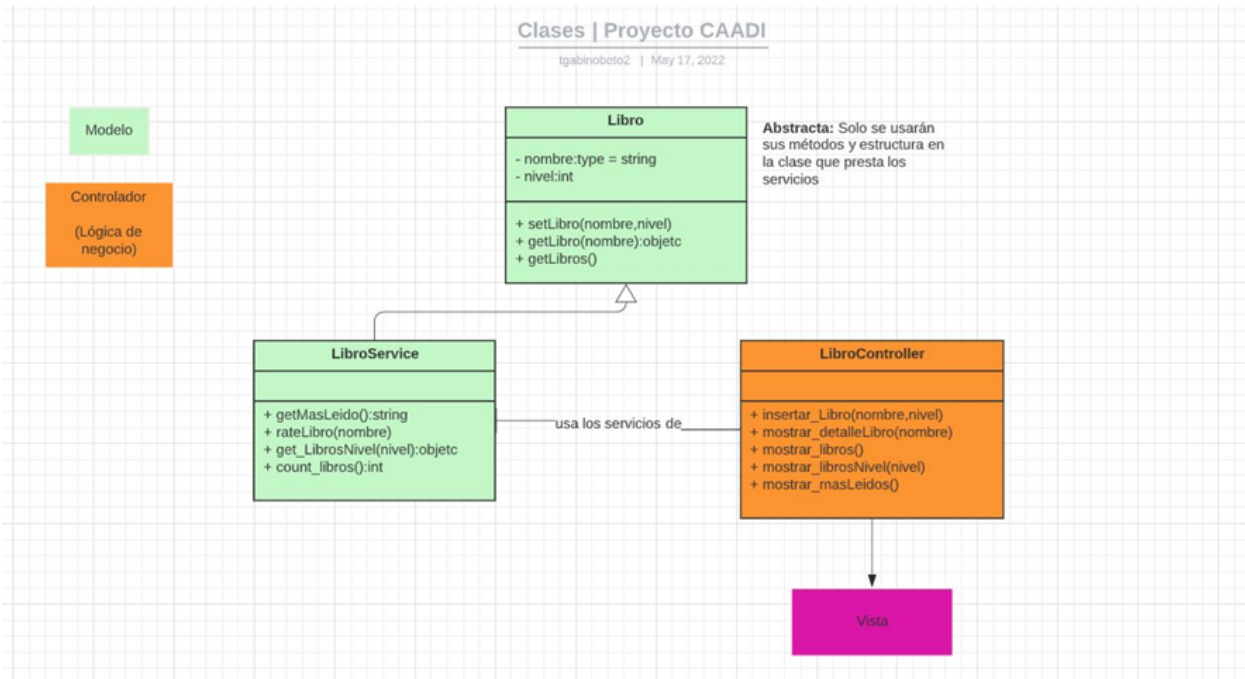 Clases | Proyecto CAADI
tgabinobeto2 | May 17, 2022
Modelo
Controlador
(Lógica de
negocio)
Libro
- nombre:type = string
- nivel:int
+ setLibro(nombre,nivel)
+ getLibro(nombre):objetc
+ getLibros()
Abstracta: Solo se usarán
sus métodos y estructura en
la clase que presta los
servicios
LibroService
+ getMasLeido():string
+ rateLibro(nombre)
+ get_LibrosNivel(nivel):objetc
+ count_libros():int
usa los servicios de
LibroController
+ insertar_Libro(nombre,nivel)
+ mostrar_detalleLibro(nombre)
+ mostrar_libros()
+ mostrar_librosNivel(nivel)
+ mostrar_masLeidos()
Vista